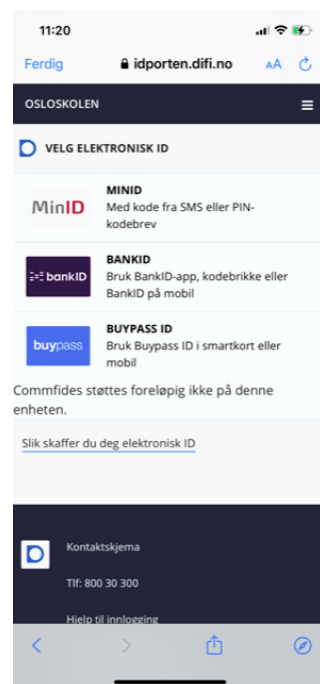 11:20
Ferdig
idporten.difi.no
AA
OSLOSKOLEN
VELG ELEKTRONISK ID
MinID
MINID
Med kode fra SMS eller PIN-
kodebrev
bankID
BANKID
Bruk BankID-app, kodebrikke eller
BankID på mobil
buypass
BUYPASS ID
Bruk Buypass ID i smartkort eller
mobil
Commfides støttes foreløpig ikke på denne
enheten.
Slik skaffer du deg elektronisk ID
Kontaktskjema
Tlf: 800 30 300
Hjelp til innlogging